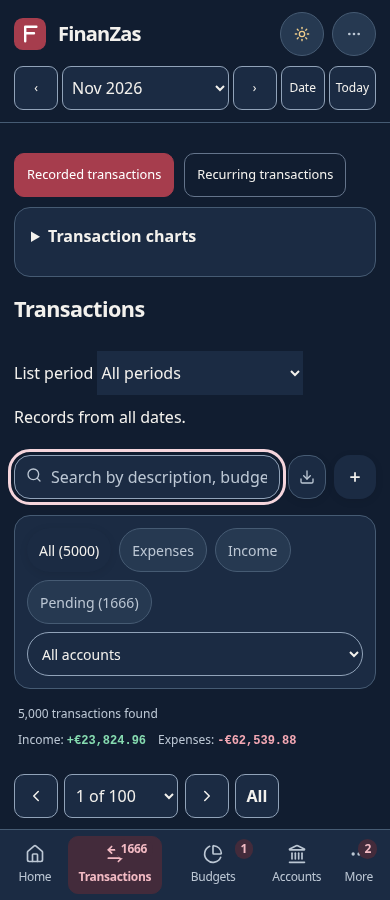 FinanZas
‹ Nov 2026 › Date Today
Recorded transactions Recurring transactions
Transaction charts
Transactions
List period All periods
Records from all dates.
Search by description, budge
All (5000) Expenses Income
Pending (1666)
All accounts
5,000 transactions found
Income: +€23,824.96 Expenses: -€62,539.88
1 of 100 All
1666 1 2
Home Transactions Budgets Accounts More